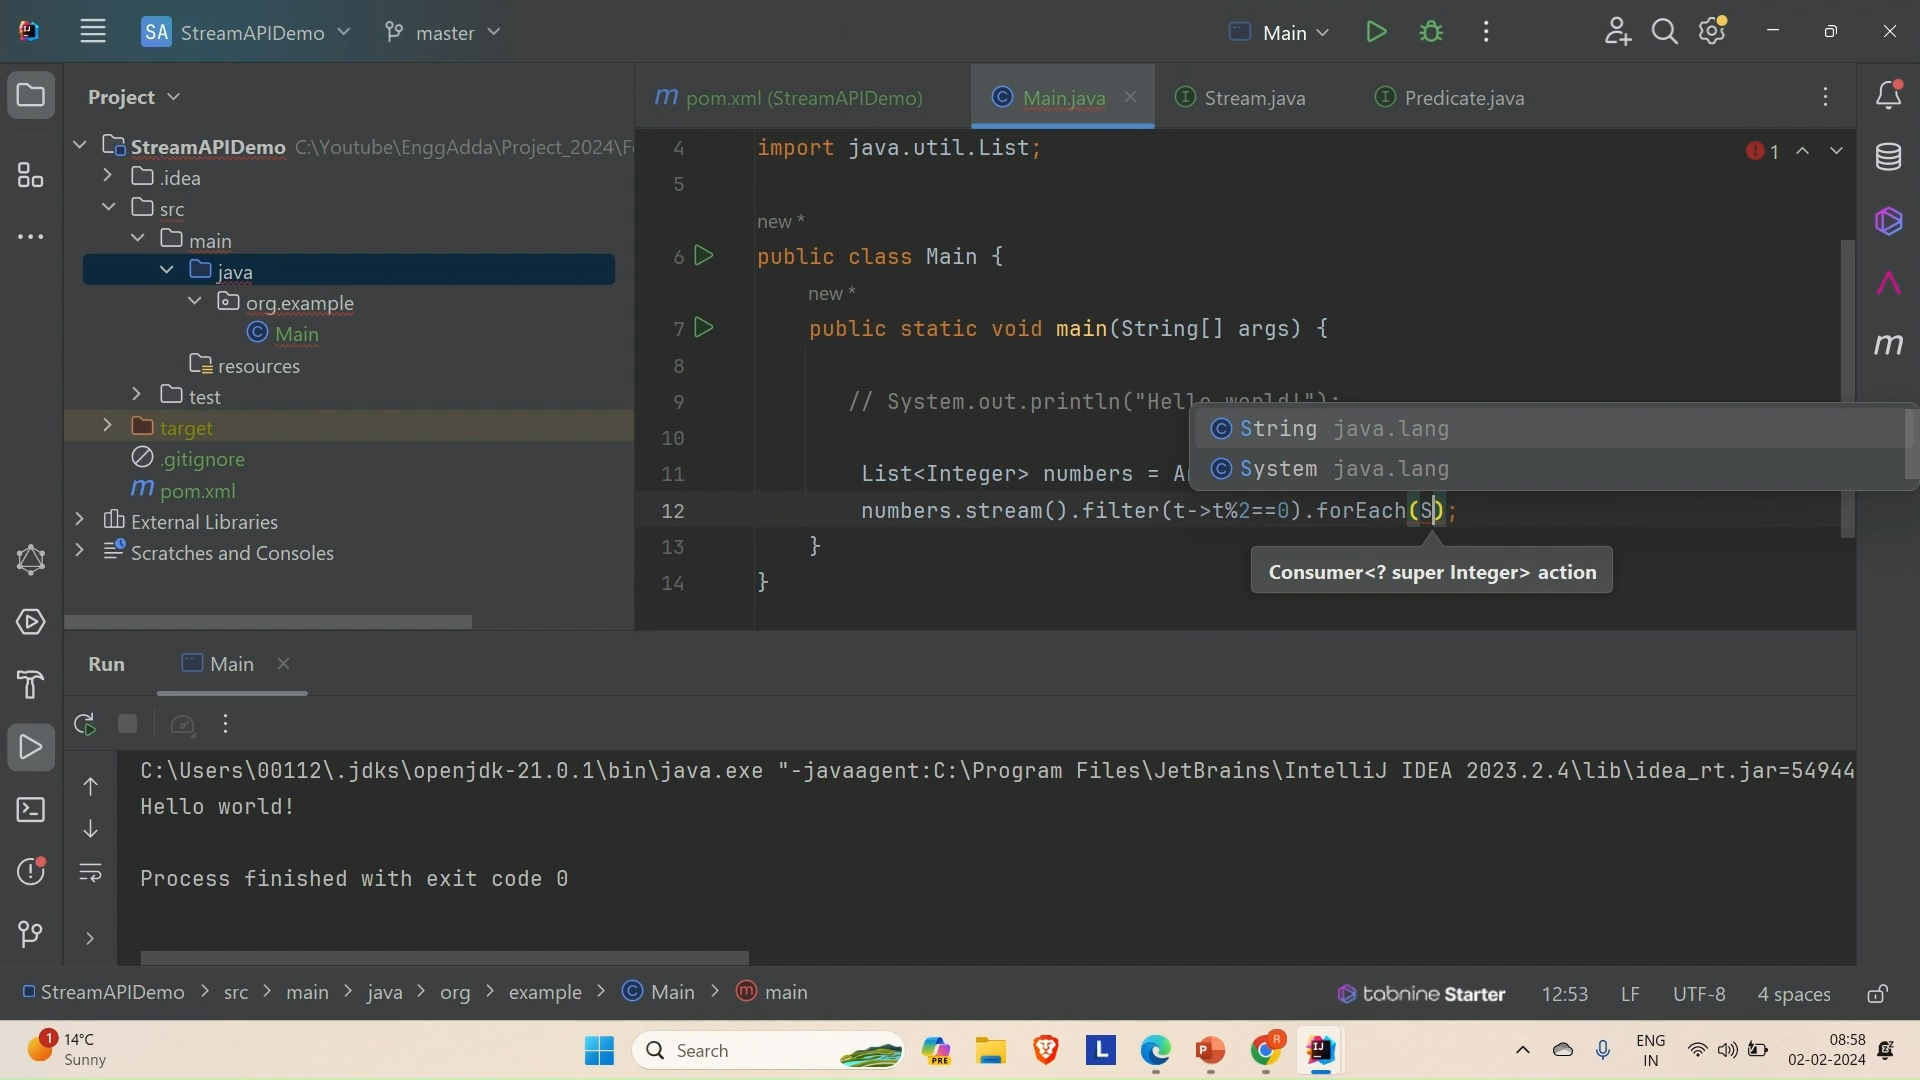 SA StreamAPIDemo master Main
Project
pom.xml (StreamAPIDemo) Main.java Stream.java Predicate.java
StreamAPIDemo C:\Youtube\EnggAdda\Project_2024\F
.idea
src
main
java
org.example
Main
resources
test
target
.gitignore
pom.xml
External Libraries
Scratches and Consoles
4 import java.util.List;
1
5
new *
6 public class Main {
new *
7 public static void main(String[] args) {
8
9 // System.out.println("Hello world!");
10
String java.lang
System java.lang
11 List<Integer> numbers =
12 numbers.stream().filter(t->t%2==0).forEach(S);
13 }
14 }
Consumer<? super Integer> action
Run Main
C:\Users\00112\.jdks\openjdk-21.0.1\bin\java.exe "-javaagent:C:\Program Files\JetBrains\IntelliJ IDEA 2023.2.4\lib\idea_rt.jar=54944
Hello world!
Process finished with exit code 0
StreamAPIDemo > src > main > java > org > example > Main > main
tabnine Starter 12:53 LF UTF-8 4 spaces
1 14°C
Sunny
Search
PRE
L
P
R
ENG
IN
08:58
02-02-2024